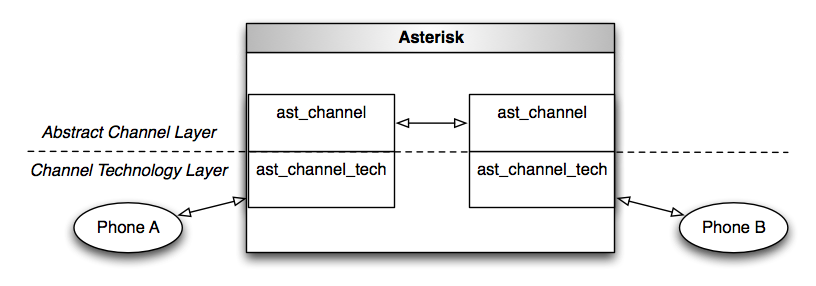 Asterisk
ast_channel
ast_channel
Abstract Channel Layer
Channel Technology Layer
ast_channel_tech
ast_channel_tech
Phone A
Phone B